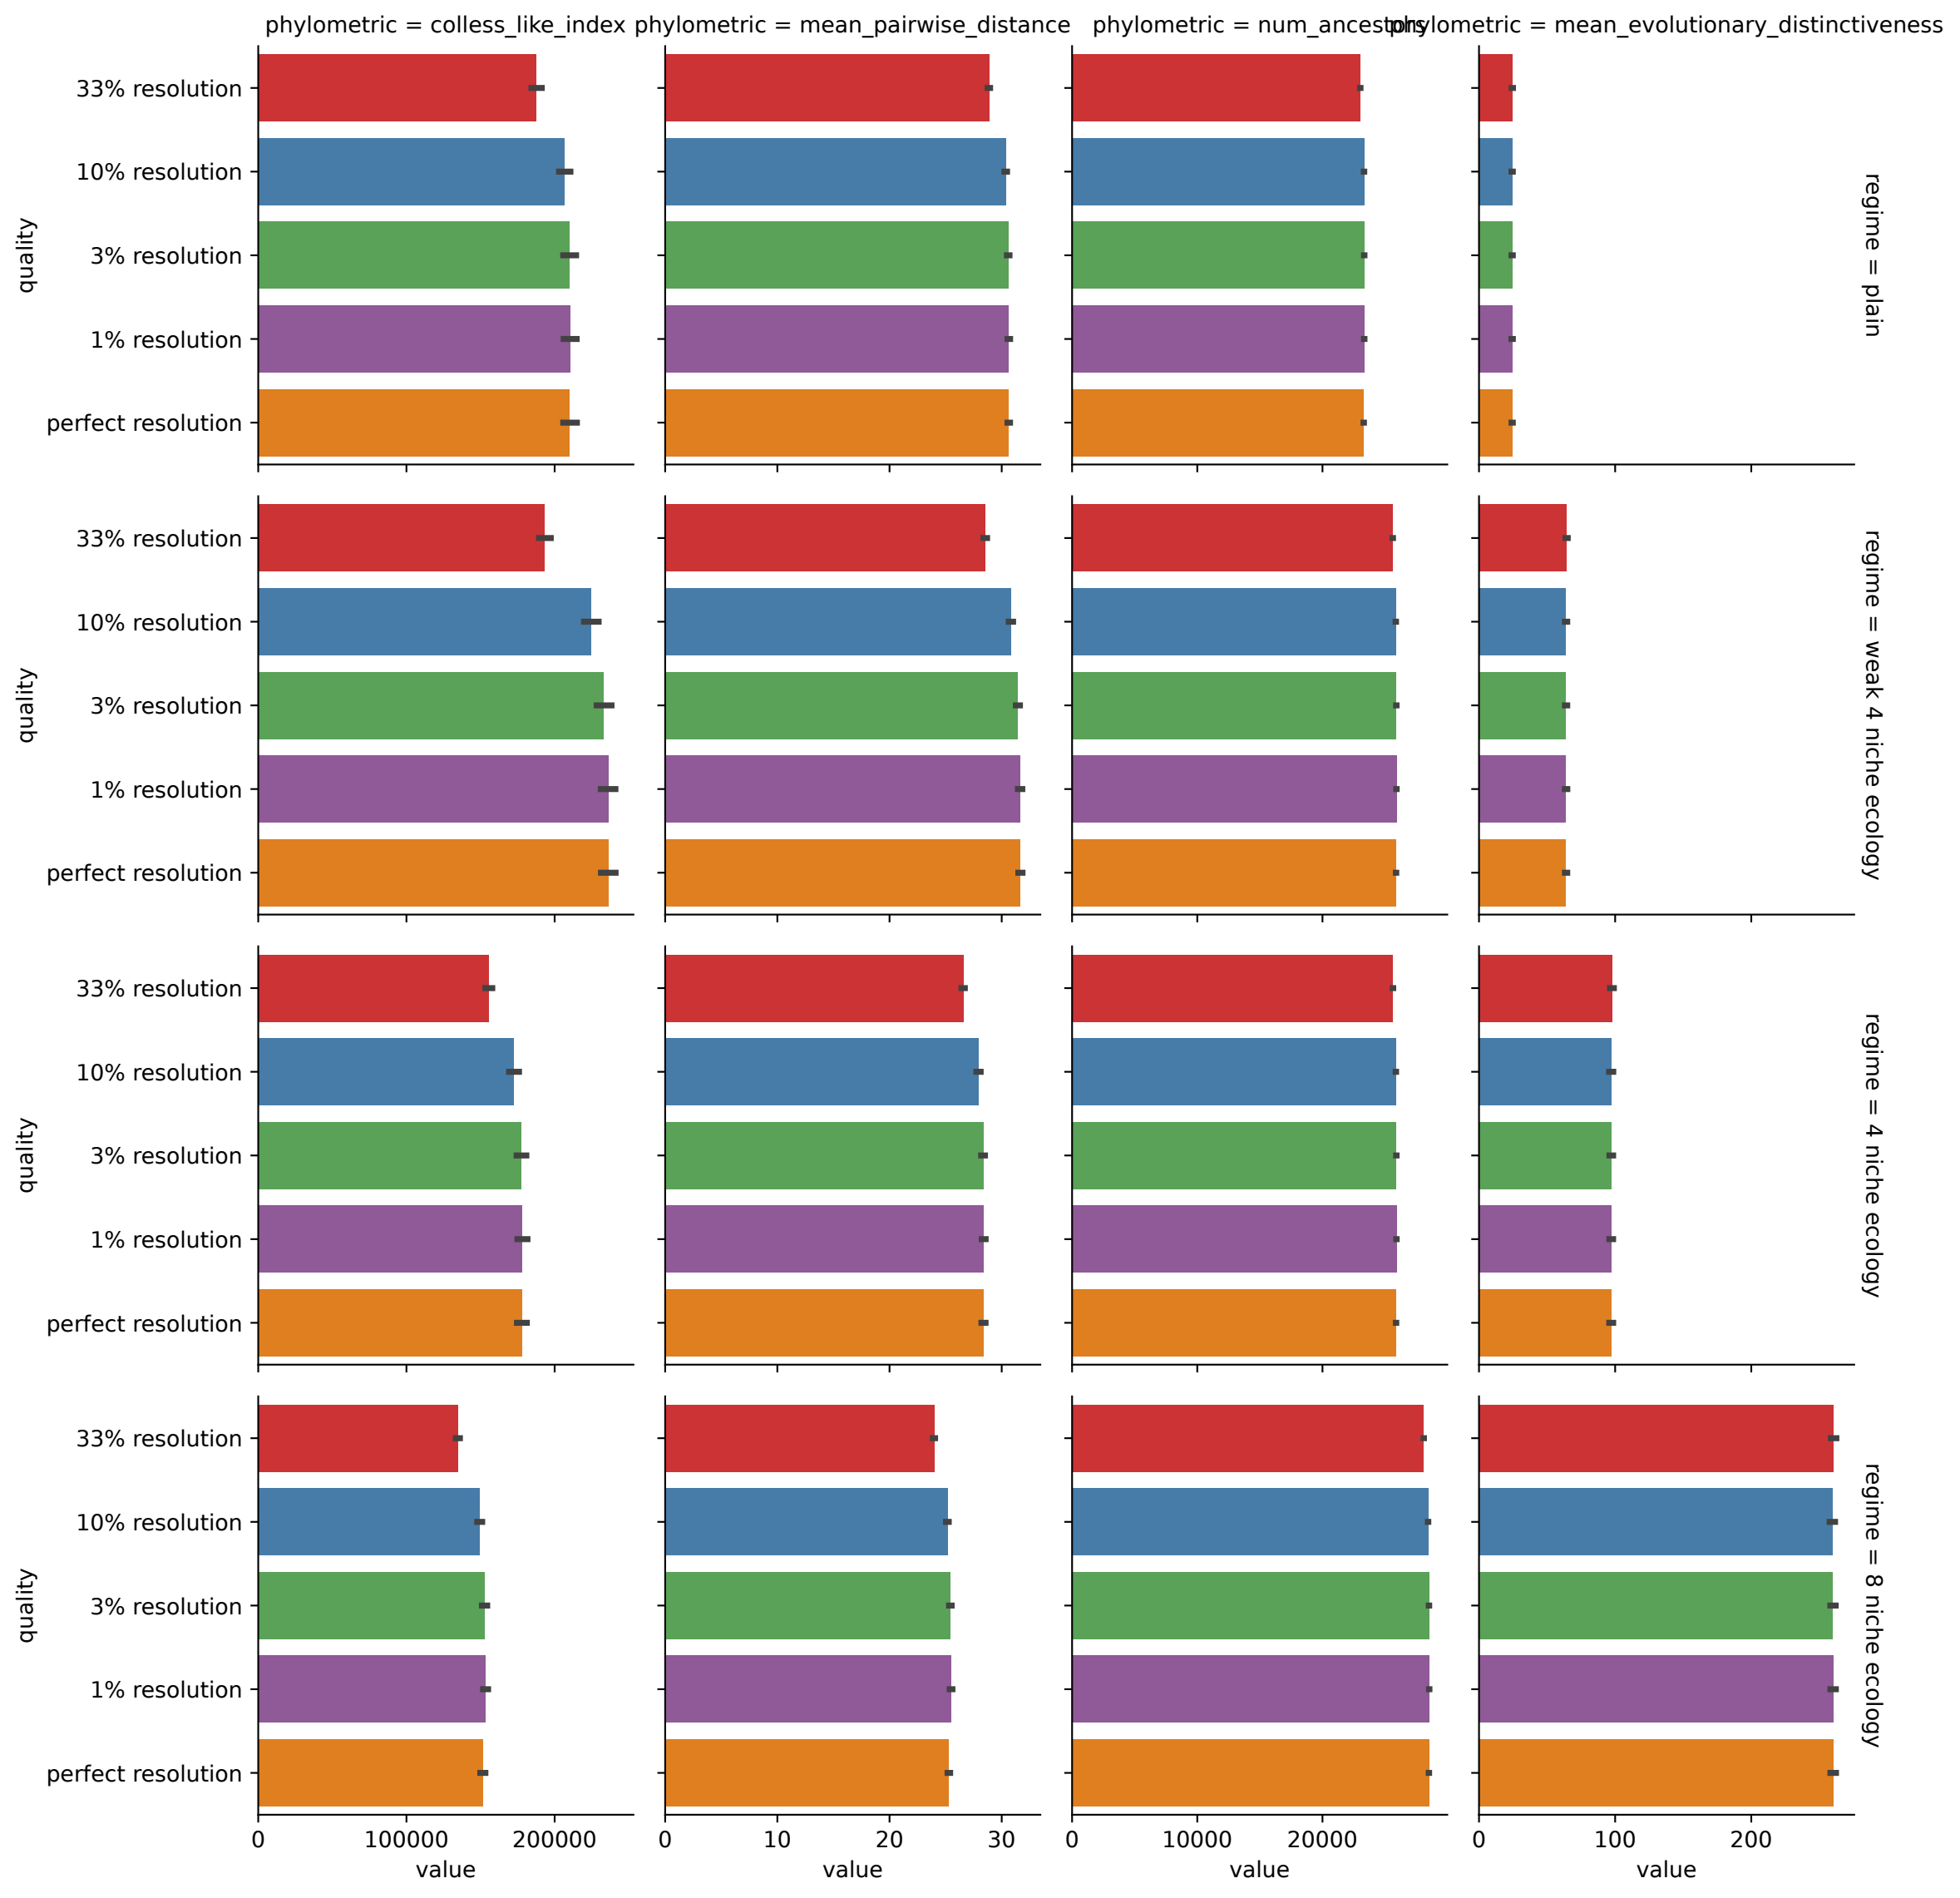 phylometric = colless_like_index
phylometric = mean_pairwise_distance
phylometric = num_ancestors
phylometric = mean_evolutionary_distinctiveness
quality
33% resolution
10% resolution
3% resolution
1% resolution
perfect resolution
regime = plain
quality
33% resolution
10% resolution
3% resolution
1% resolution
perfect resolution
regime = weak 4 niche ecology
quality
33% resolution
10% resolution
3% resolution
1% resolution
perfect resolution
regime = 4 niche ecology
quality
33% resolution
10% resolution
3% resolution
1% resolution
perfect resolution
regime = 8 niche ecology
0 100000 200000
0 10 20 30
0 10000 20000
0 100 200
value
value
value
value